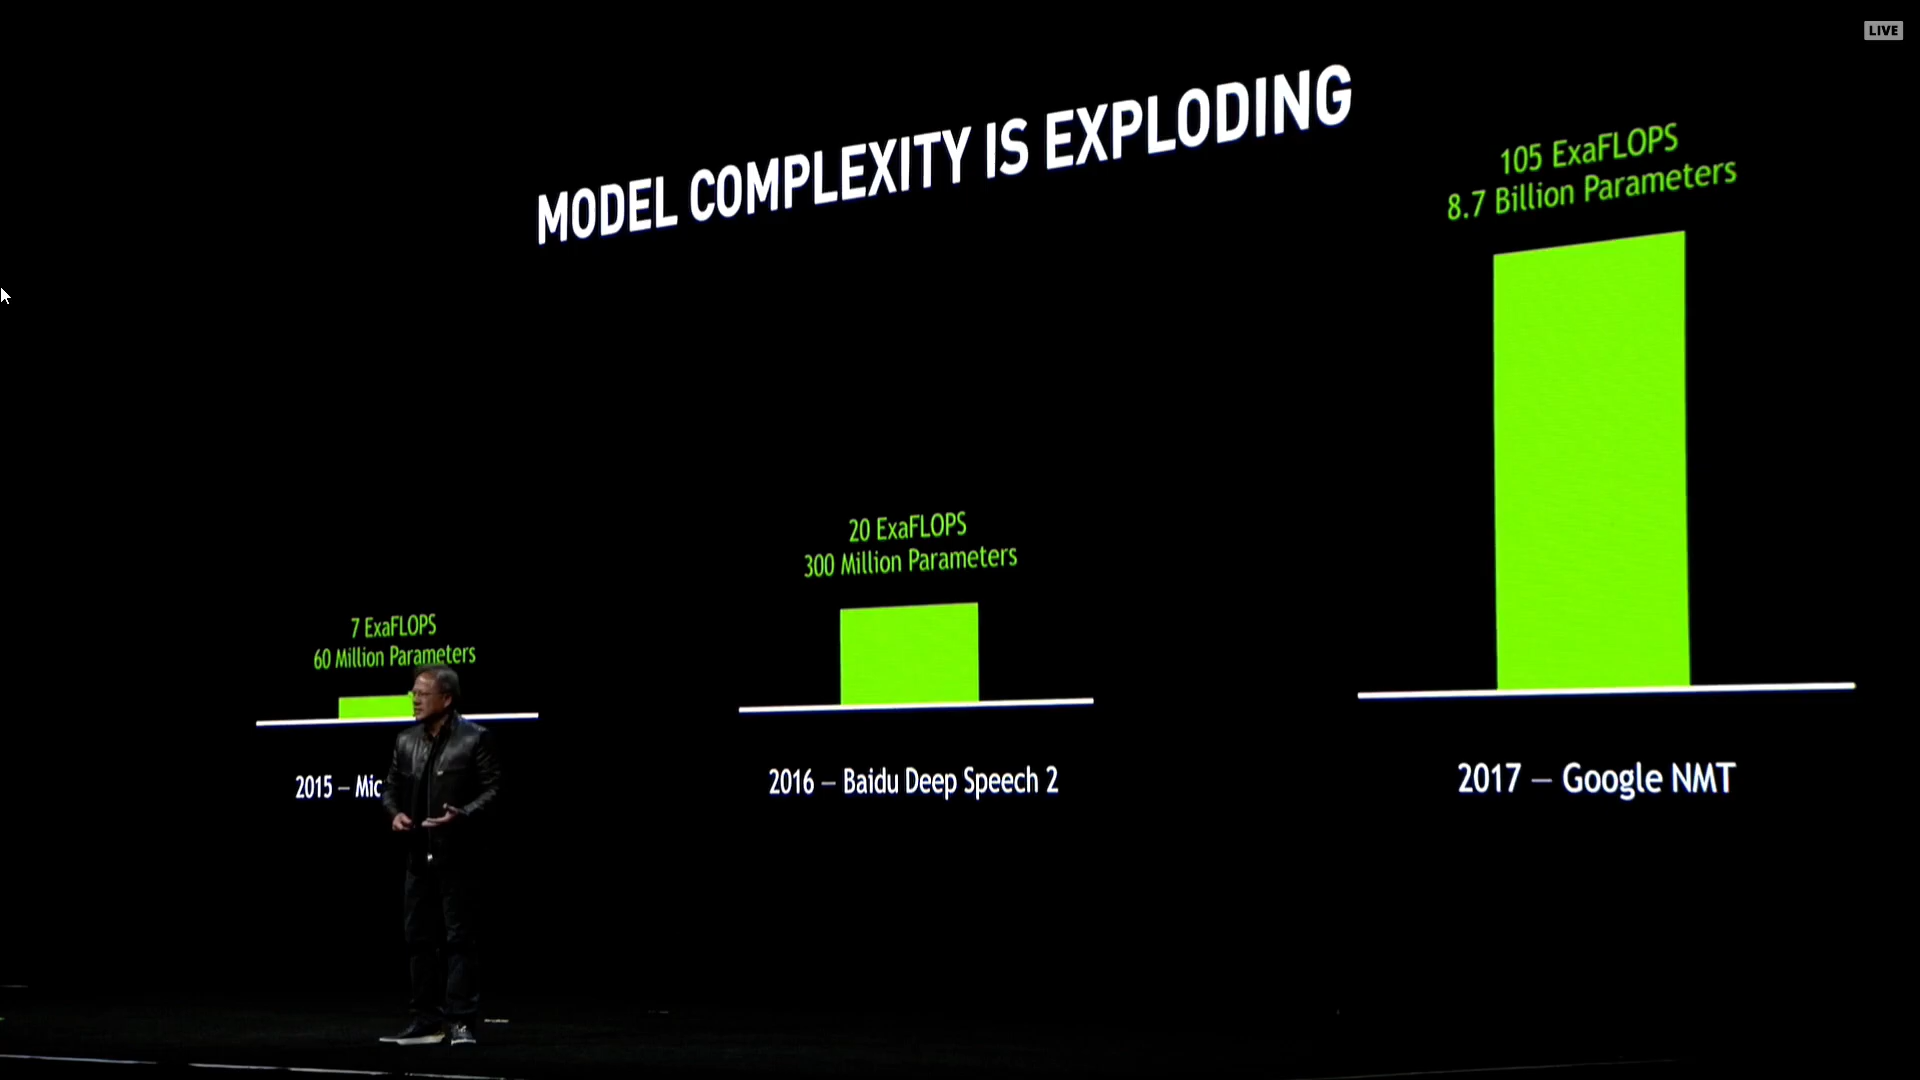 LIVE
MODEL COMPLEXITY IS EXPLODING
105 ExaFLOPS
8.7 Billion Parameters
20 ExaFLOPS
300 Million Parameters
7 ExaFLOPS
60 Million Parameters
2015 – Mic
2016 – Baidu Deep Speech 2
2017 – Google NMT